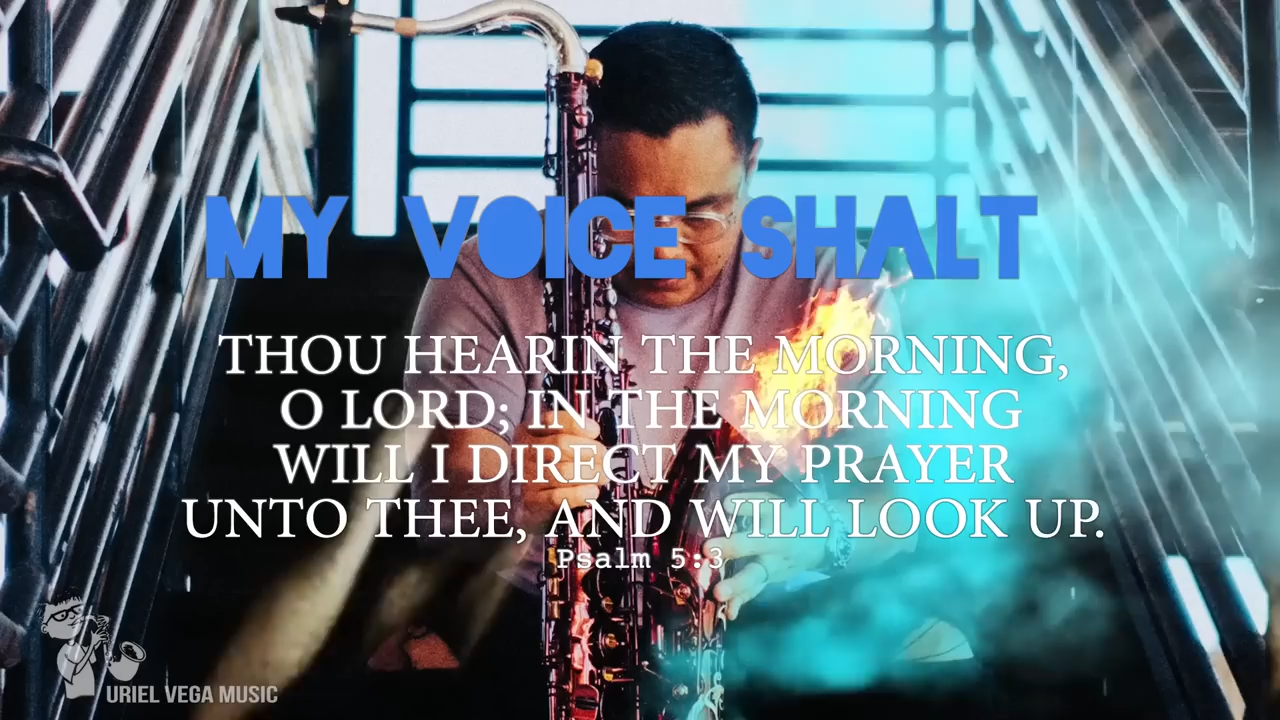 MY VOICE SHALT
THOU HEARIN THE MORNING,
O LORD; IN THE MORNING
WILL I DIRECT MY PRAYER
UNTO THEE, AND WILL LOOK UP.
Psalm 5:3
URIEL VEGA MUSIC